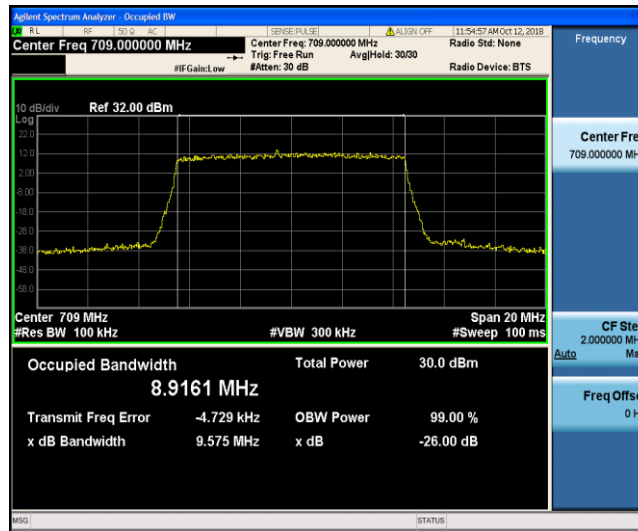 Agilent Spectrum Analyzer - Occupied BW
RL RF 50 Ω AC SENSE:PULSE ALIGN OFF 11:54:57 AM Oct 12, 2018
Center Freq 709.000000 MHz
Center Freq: 709.000000 MHz Radio Std: None
Trig: Free Run Avg|Hold: 30/30
#IFGain:Low #Atten: 30 dB Radio Device: BTS
10 dB/div Ref 32.00 dBm
Log
22.0
12.0
2.00
-8.00
-18.0
-28.0
-38.0
-48.0
-58.0
Center 709 MHz Span 20 MHz
#Res BW 100 kHz #VBW 300 kHz #Sweep 100 ms
Occupied Bandwidth Total Power 30.0 dBm
8.9161 MHz
Transmit Freq Error -4.729 kHz OBW Power 99.00 %
x dB Bandwidth 9.575 MHz x dB -26.00 dB
MSG STATUS
Frequency
Center Fre
709.000000 MH
CF Ste
2.000000 MH
Auto Ma
Freq Offse
0 H